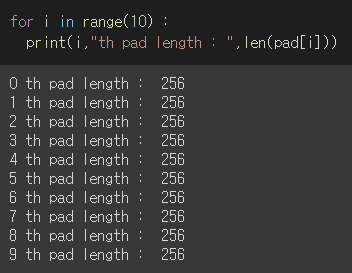 for i in range(10) :
  print(i,"th pad length : ",len(pad[i]))
0 th pad length :  256
1 th pad length :  256
2 th pad length :  256
3 th pad length :  256
4 th pad length :  256
5 th pad length :  256
6 th pad length :  256
7 th pad length :  256
8 th pad length :  256
9 th pad length :  256